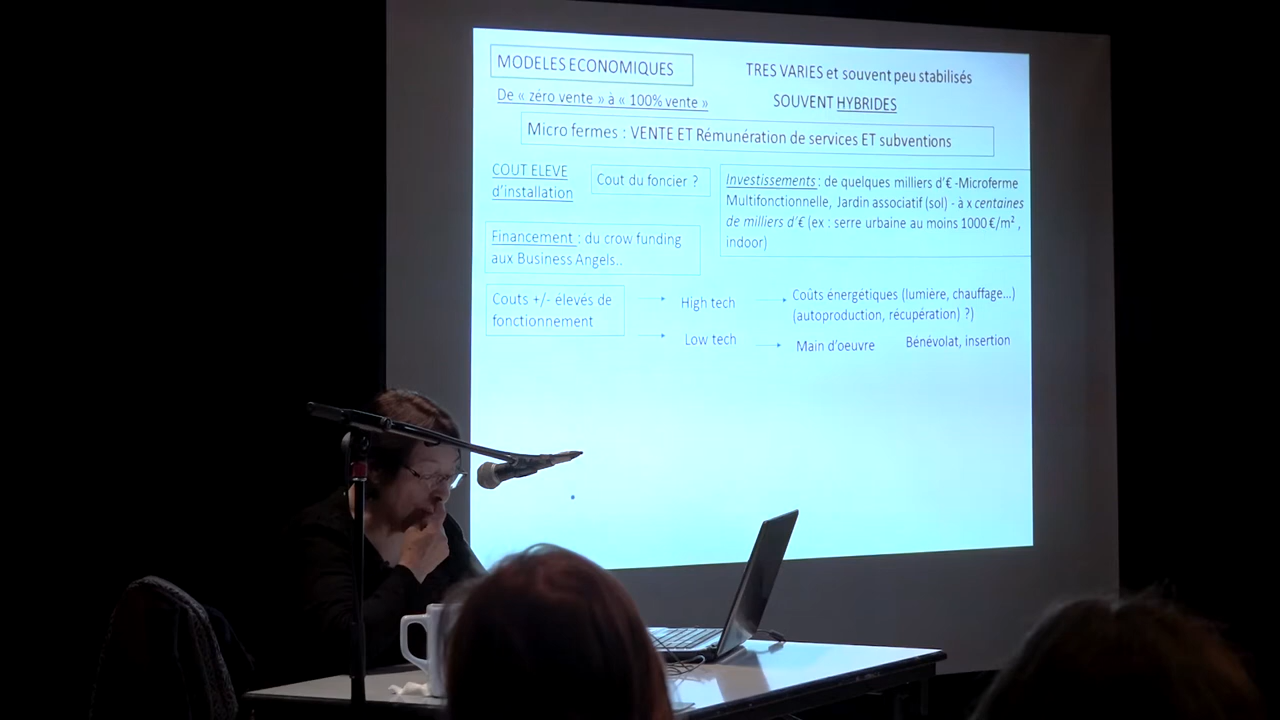 MODELES ECONOMIQUES
TRES VARIES et souvent peu stabilisés
De « zéro vente » à « 100% vente »
SOUVENT HYBRIDES
Micro fermes : VENTE ET Rémunération de services ET subventions
COUT ELEVE
d'installation
Cout du foncier ?
Investissements : de quelques milliers d'€ -Microferme
Multifonctionnelle, Jardin associatif (sol) - à x centaines
de milliers d'€ (ex : serre urbaine au moins 1000 €/m² ,
indoor)
Financement : du crow funding
aux Business Angels..
Couts +/- élevés de
fonctionnement
High tech
Coûts énergétiques (lumière, chauffage...)
(autoproduction, récupération) ?)
Low tech
Main d'oeuvre
Bénévolat, insertion